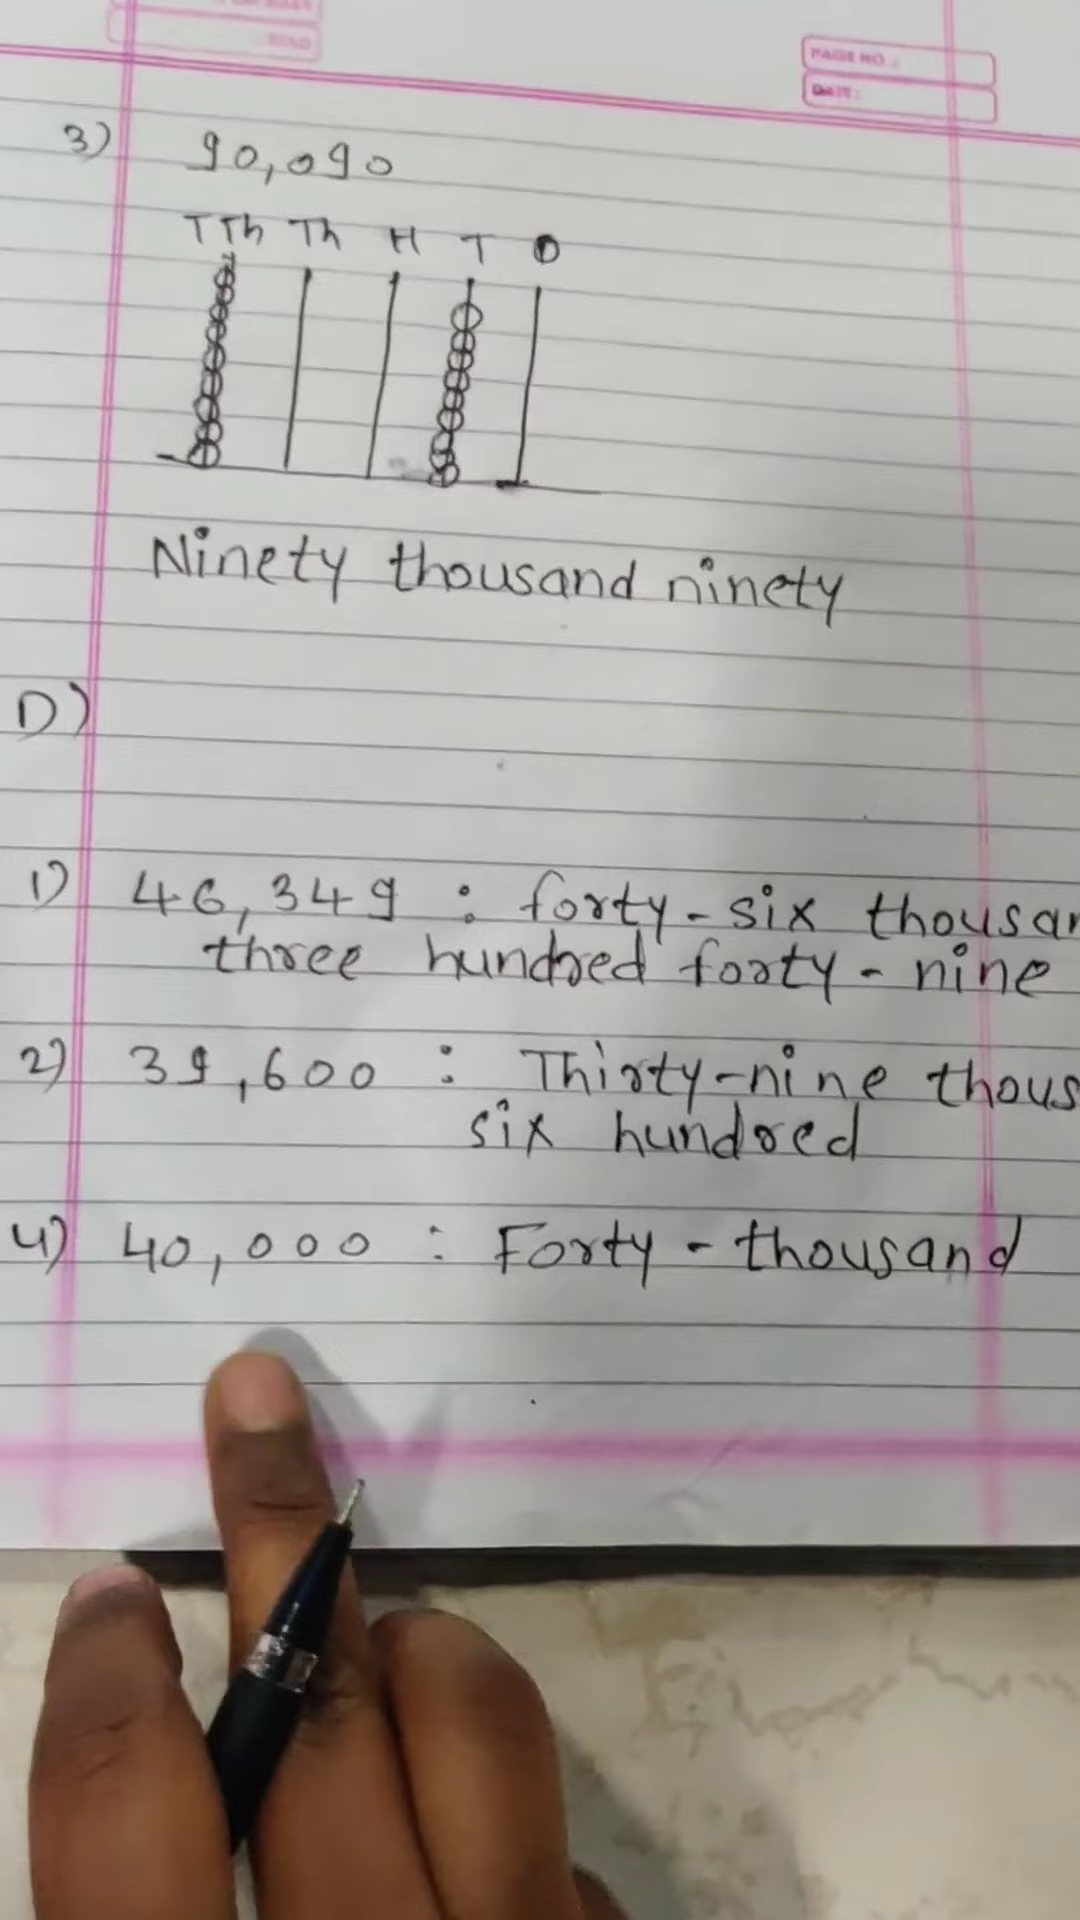 PAGE NO.:
DATE:
3) 90,090
TTh Th H T O
Ninety thousand ninety
D)
1) 46,349 : forty-six thousan
three hundred forty-nine
2) 39,600 : Thirty-nine thous
six hundred
4) 40,000 : Forty-thousand